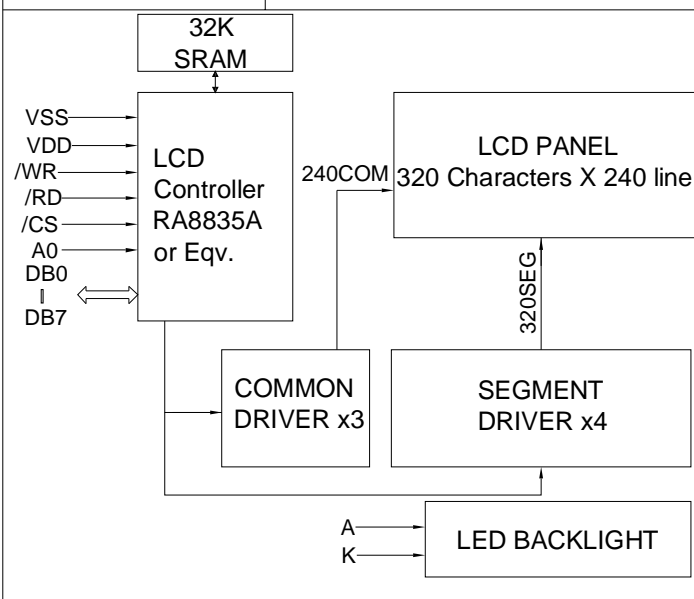 32K
SRAM
VSS
VDD
/WR
/RD
/CS
A0
DB0
DB7
LCD
Controller
RA8835A
or Eqv.
240COM
LCD PANEL
320 Characters X 240 line
320SEG
COMMON
DRIVER x3
SEGMENT
DRIVER x4
A
K
LED BACKLIGHT